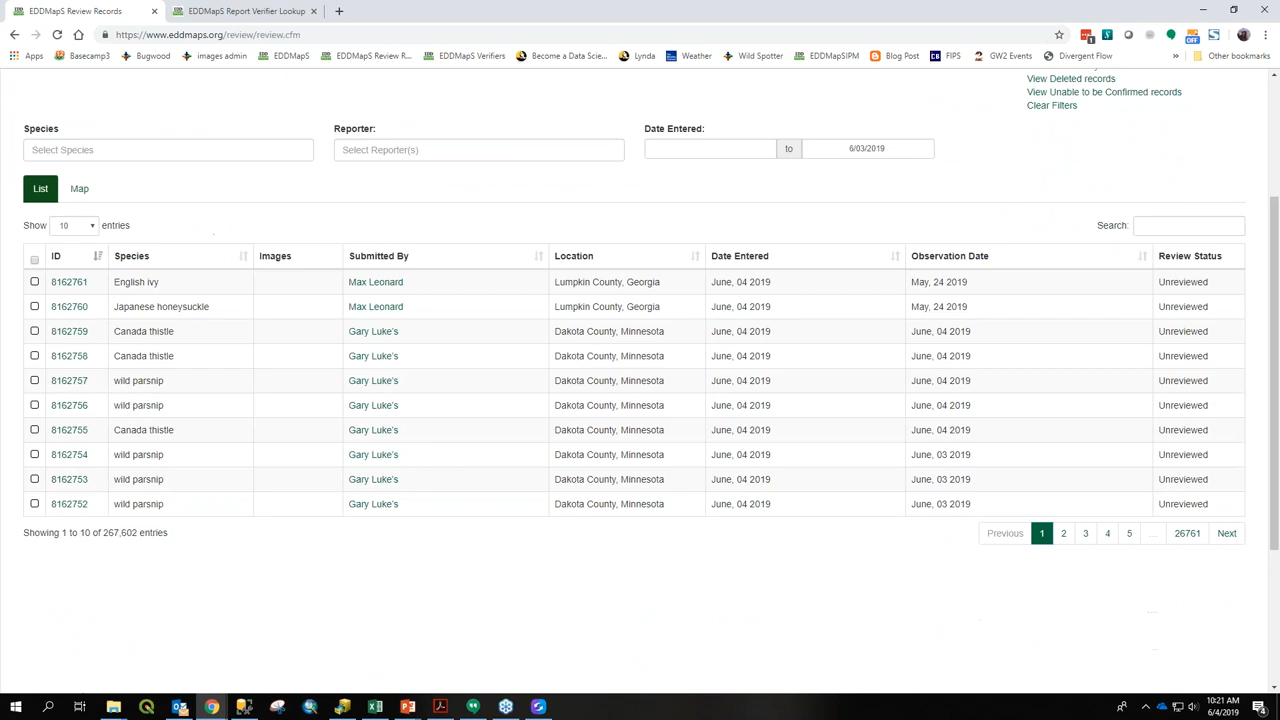 EDDMapS Review Records
EDDMapS Report Verifier Lookup
https://www.eddmaps.org/review/review.cfm
Apps Basecamp3 Bugwood images admin EDDMapS EDDMapS Review R... EDDMapS Verifiers Become a Data Scie... Lynda Weather Wild Spotter EDDMapSIPM Blog Post FIPS GW2 Events Divergent Flow » Other bookmarks
View Deleted records
View Unable to be Confirmed records
Clear Filters
Species Reporter: Date Entered:
Select Species Select Reporter(s) to 6/03/2019
List Map
Show 10 entries Search:
ID Species Images Submitted By Location Date Entered Observation Date Review Status
8162761 English ivy Max Leonard Lumpkin County, Georgia June, 04 2019 May, 24 2019 Unreviewed
8162760 Japanese honeysuckle Max Leonard Lumpkin County, Georgia June, 04 2019 May, 24 2019 Unreviewed
8162759 Canada thistle Gary Luke's Dakota County, Minnesota June, 04 2019 June, 04 2019 Unreviewed
8162758 Canada thistle Gary Luke's Dakota County, Minnesota June, 04 2019 June, 04 2019 Unreviewed
8162757 wild parsnip Gary Luke's Dakota County, Minnesota June, 04 2019 June, 04 2019 Unreviewed
8162756 wild parsnip Gary Luke's Dakota County, Minnesota June, 04 2019 June, 04 2019 Unreviewed
8162755 Canada thistle Gary Luke's Dakota County, Minnesota June, 04 2019 June, 04 2019 Unreviewed
8162754 wild parsnip Gary Luke's Dakota County, Minnesota June, 04 2019 June, 03 2019 Unreviewed
8162753 wild parsnip Gary Luke's Dakota County, Minnesota June, 04 2019 June, 03 2019 Unreviewed
8162752 wild parsnip Gary Luke's Dakota County, Minnesota June, 04 2019 June, 03 2019 Unreviewed
Showing 1 to 10 of 267,602 entries Previous 1 2 3 4 5 ... 26761 Next
10:21 AM
6/4/2019